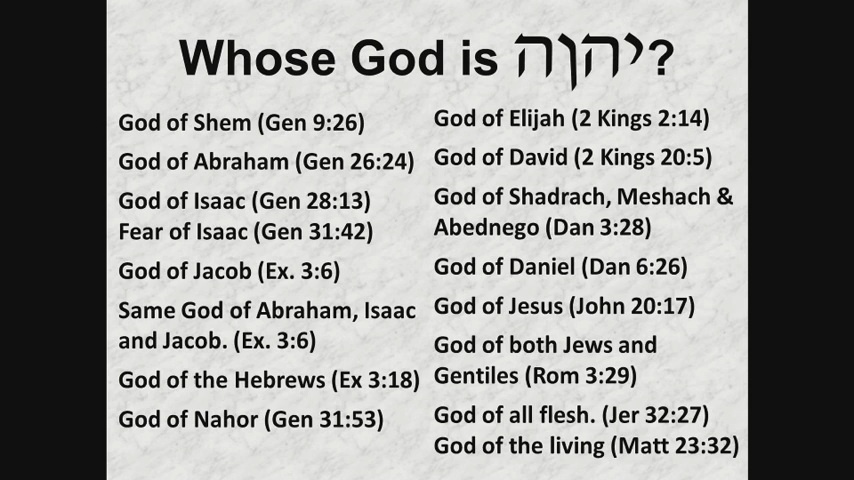 Whose God is יהוה?
God of Shem (Gen 9:26)
God of Abraham (Gen 26:24)
God of Isaac (Gen 28:13)
Fear of Isaac (Gen 31:42)
God of Jacob (Ex. 3:6)
Same God of Abraham, Isaac
and Jacob. (Ex. 3:6)
God of the Hebrews (Ex 3:18)
God of Nahor (Gen 31:53)
God of Elijah (2 Kings 2:14)
God of David (2 Kings 20:5)
God of Shadrach, Meshach &
Abednego (Dan 3:28)
God of Daniel (Dan 6:26)
God of Jesus (John 20:17)
God of both Jews and
Gentiles (Rom 3:29)
God of all flesh. (Jer 32:27)
God of the living (Matt 23:32)